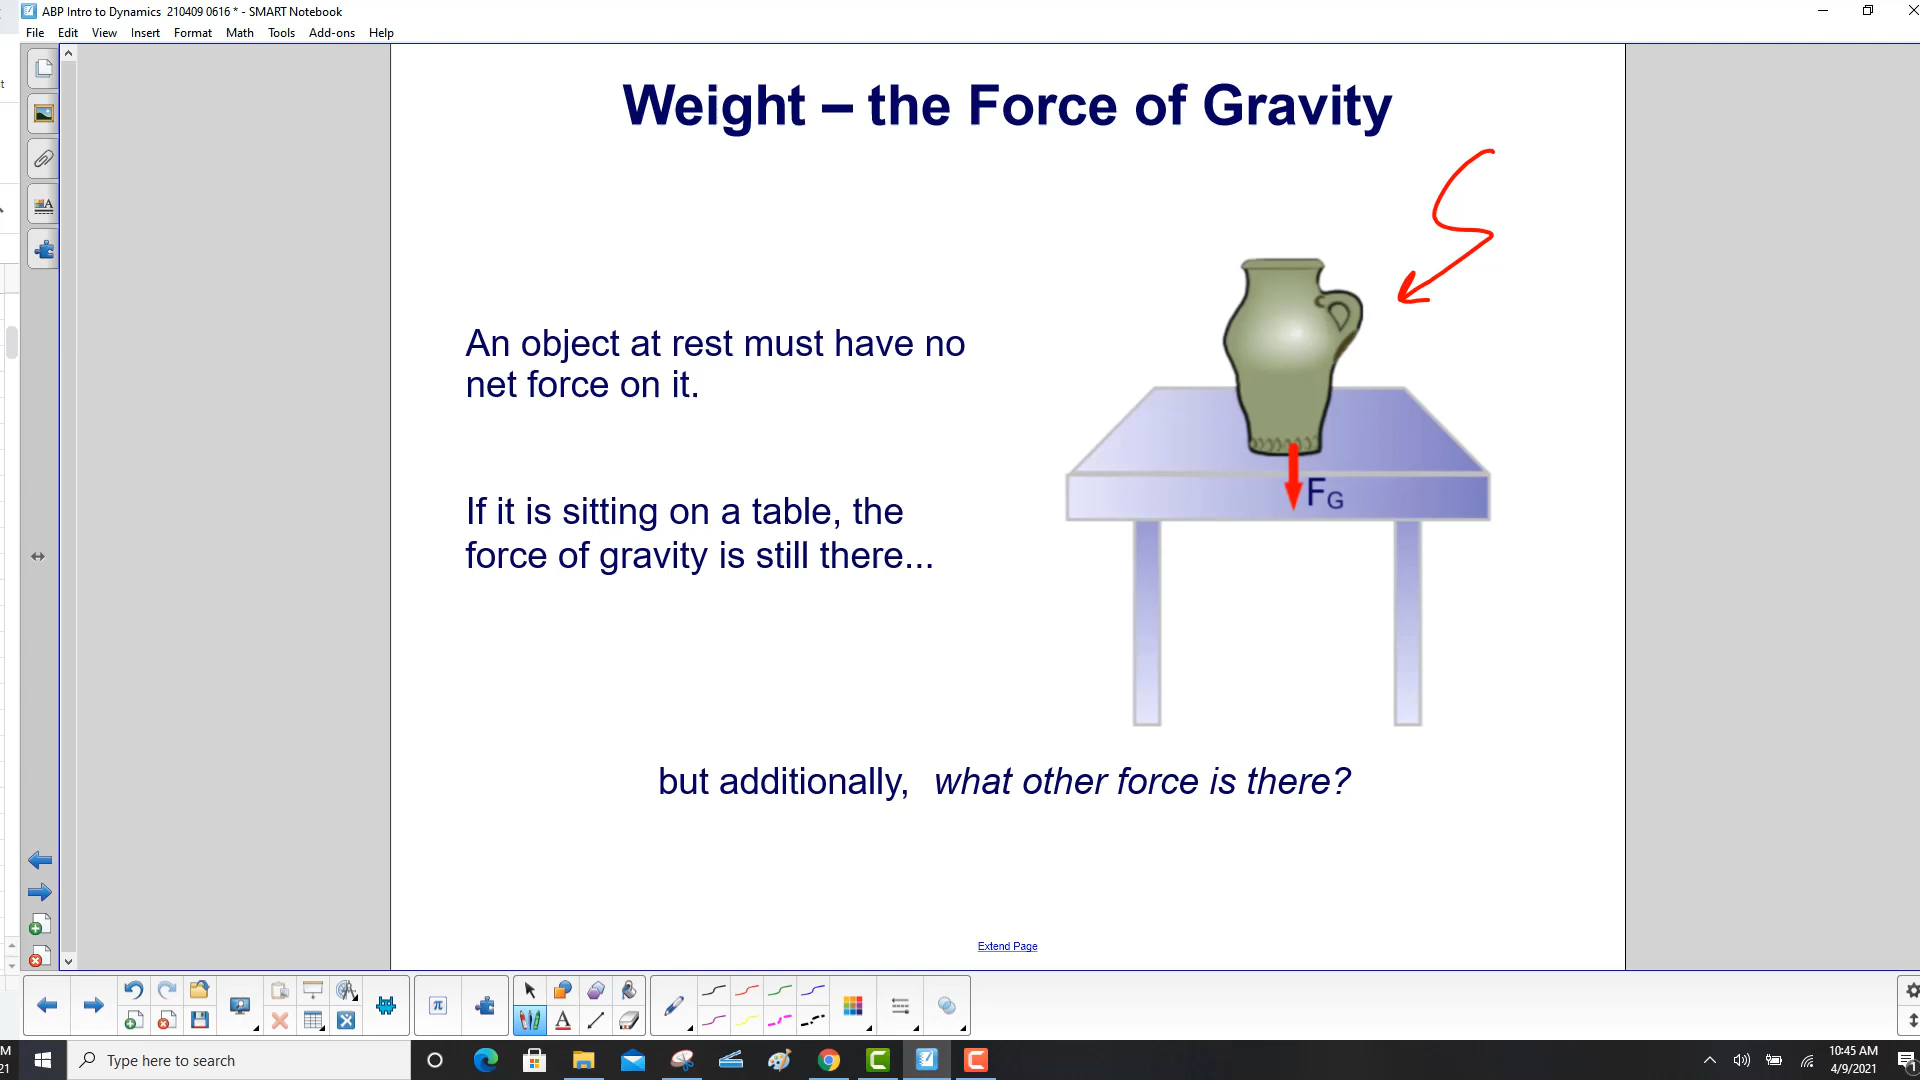 ABP Intro to Dynamics  210409 0616 * - SMART Notebook
File Edit View Insert Format Math Tools Add-ons Help
Weight – the Force of Gravity
An object at rest must have no
net force on it.
If it is sitting on a table, the
force of gravity is still there...
FG
but additionally, what other force is there?
Extend Page
π
A
Type here to search
10:45 AM
4/9/2021